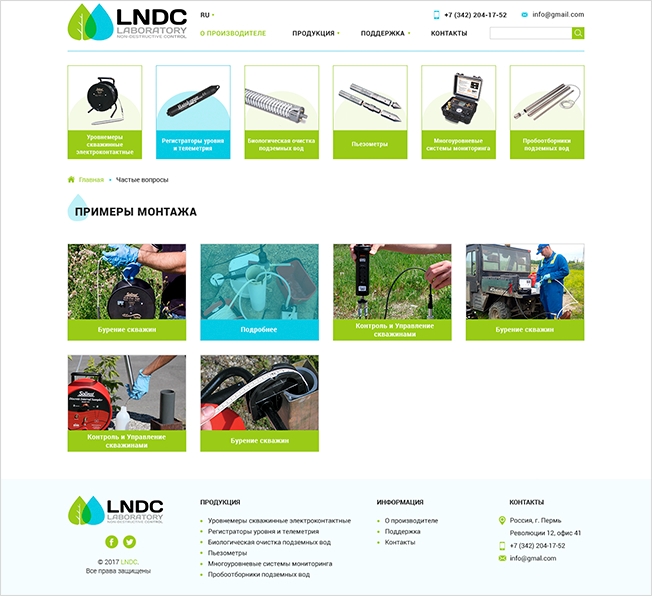 LNDC
LABORATORY
NON-DESTRUCTIVE CONTROL
RU
+7 (342) 204-17-52
info@gmail.com
О ПРОИЗВОДИТЕЛЕ
ПРОДУКЦИЯ
ПОДДЕРЖКА
КОНТАКТЫ
Уровнемеры
скважинные
электроконтактные
Регистраторы уровня
и телеметрия
Биологическая очистка
подземных вод
Пьезометры
Многоуровневые
системы мониторинга
Пробоотборники
подземных вод
Главная
Частые вопросы
ПРИМЕРЫ МОНТАЖА
Бурение скважин
Подробнее
Контроль и Управление
скважинами
Бурение скважин
Solinst
Контроль и Управление
скважинами
Бурение скважин
LNDC
LABORATORY
NON-DESTRUCTIVE CONTROL
© 2017 LNDC.
Все права защищены
ПРОДУКЦИЯ
Уровнемеры скважинные электроконтактные
Регистраторы уровня и телеметрия
Биологическая очистка подземных вод
Пьезометры
Многоуровневые системы мониторинга
Пробоотборники подземных вод
ИНФОРМАЦИЯ
О производителе
Поддержка
Контакты
КОНТАКТЫ
Россия, г. Пермь
Революции 12, офис 41
+7 (342) 204-17-52
info@gmail.com